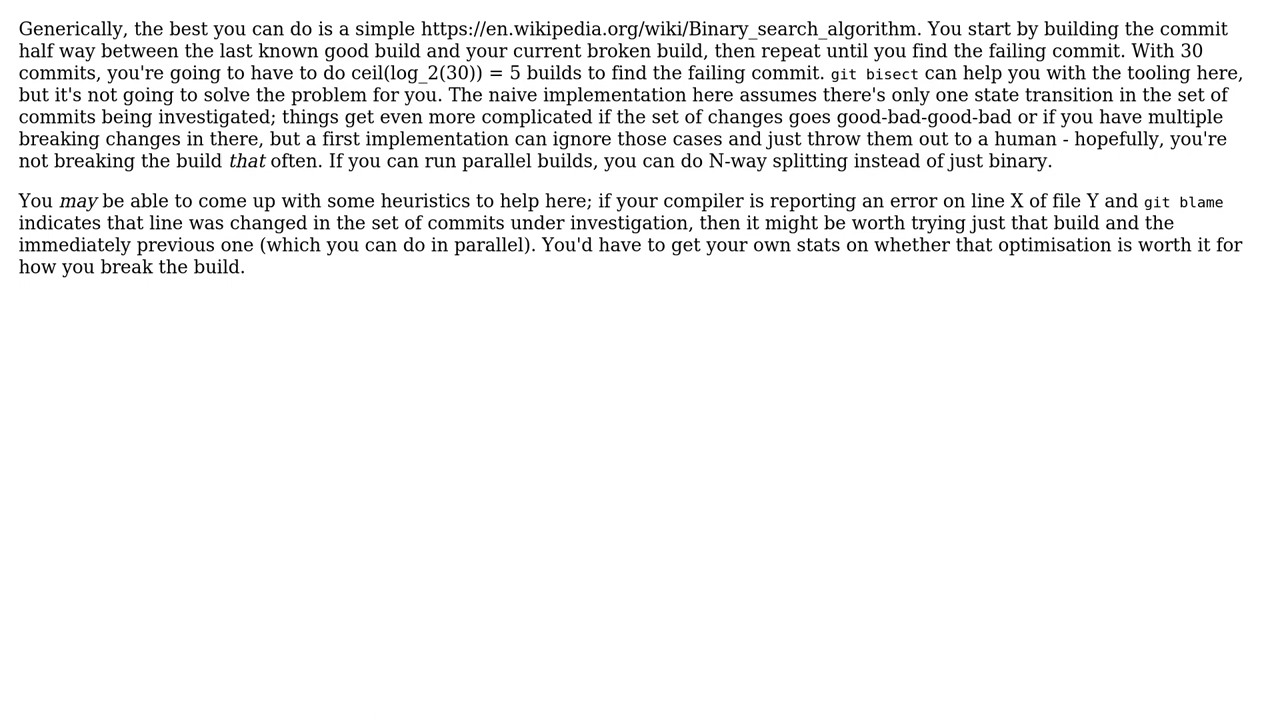 Generically, the best you can do is a simple https://en.wikipedia.org/wiki/Binary_search_algorithm. You start by building the commit
half way between the last known good build and your current broken build, then repeat until you find the failing commit. With 30
commits, you're going to have to do ceil(log_2(30)) = 5 builds to find the failing commit. git bisect can help you with the tooling here,
but it's not going to solve the problem for you. The naive implementation here assumes there's only one state transition in the set of
commits being investigated; things get even more complicated if the set of changes goes good-bad-good-bad or if you have multiple
breaking changes in there, but a first implementation can ignore those cases and just throw them out to a human - hopefully, you're
not breaking the build that often. If you can run parallel builds, you can do N-way splitting instead of just binary.
You may be able to come up with some heuristics to help here; if your compiler is reporting an error on line X of file Y and git blame
indicates that line was changed in the set of commits under investigation, then it might be worth trying just that build and the
immediately previous one (which you can do in parallel). You'd have to get your own stats on whether that optimisation is worth it for
how you break the build.